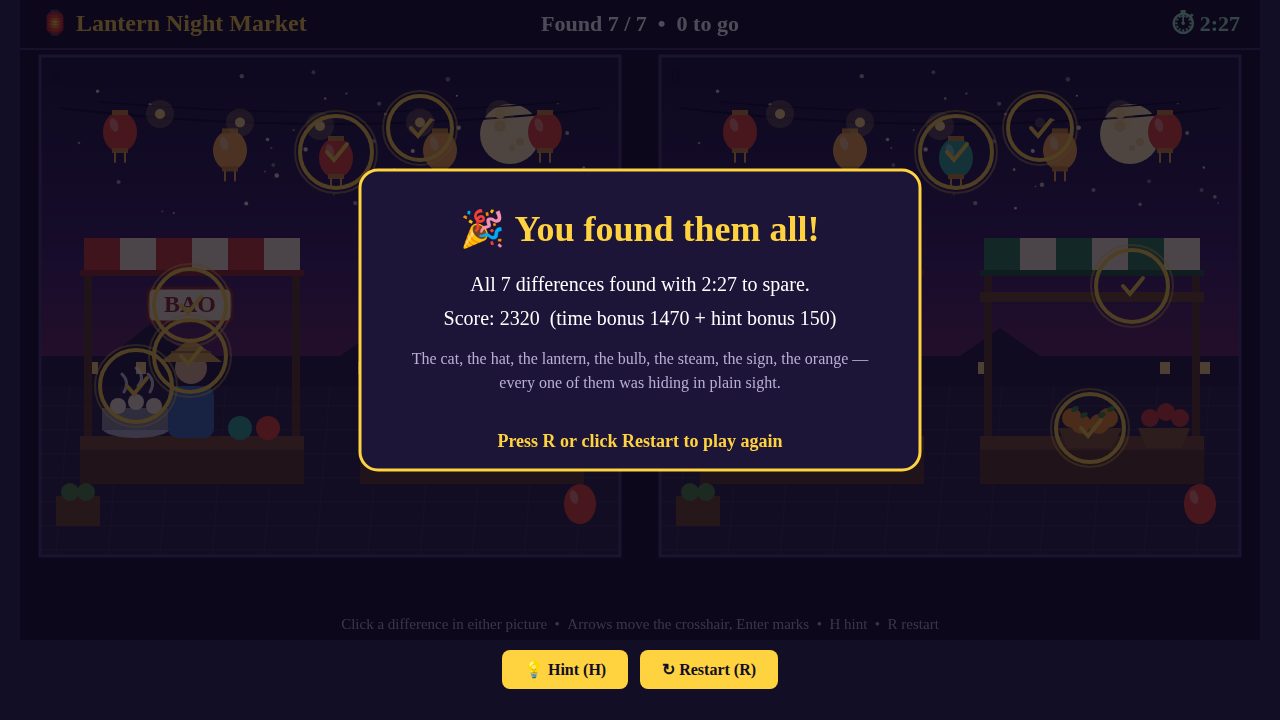 🏮 Lantern Night Market
Found 7 / 7 • 0 to go
⏱ 2:27
BAO
🎉 You found them all!
All 7 differences found with 2:27 to spare.
Score: 2320 (time bonus 1470 + hint bonus 150)
The cat, the hat, the lantern, the bulb, the steam, the sign, the orange —
every one of them was hiding in plain sight.
Press R or click Restart to play again
Click a difference in either picture • Arrows move the crosshair, Enter marks • H hint • R restart
💡 Hint (H)
↻ Restart (R)